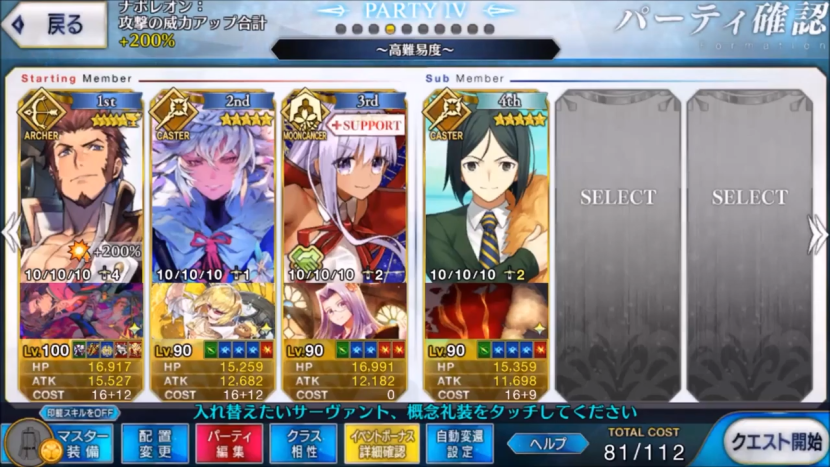 戻る
ナポレオン：
攻撃の威力アップ合計
+200%
PARTY IV
～高難易度～
パーティ確認
Formation
Starting Member
Sub Member
1st
2nd
3rd
4th
ARCHER
CASTER
MOONCANCER
+SUPPORT
CASTER
SELECT
SELECT
+200%
10/10/10 4
10/10/10 1
10/10/10 2
10/10/10 2
Lv.100
Lv.90
Lv.90
Lv.90
HP 16,917
ATK 15,527
COST 16+12
HP 15,259
ATK 12,682
COST 16+12
HP 16,991
ATK 12,182
COST 0
HP 15,359
ATK 11,698
COST 16+9
入れ替えたいサーヴァント、概念礼装をタッチしてください
マスター
装備
配置
変更
パーティ
編集
クラス
相性
イベントボーナス
詳細確認
自動変還
設定
ヘルプ
TOTAL COST
81/112
クエスト開始